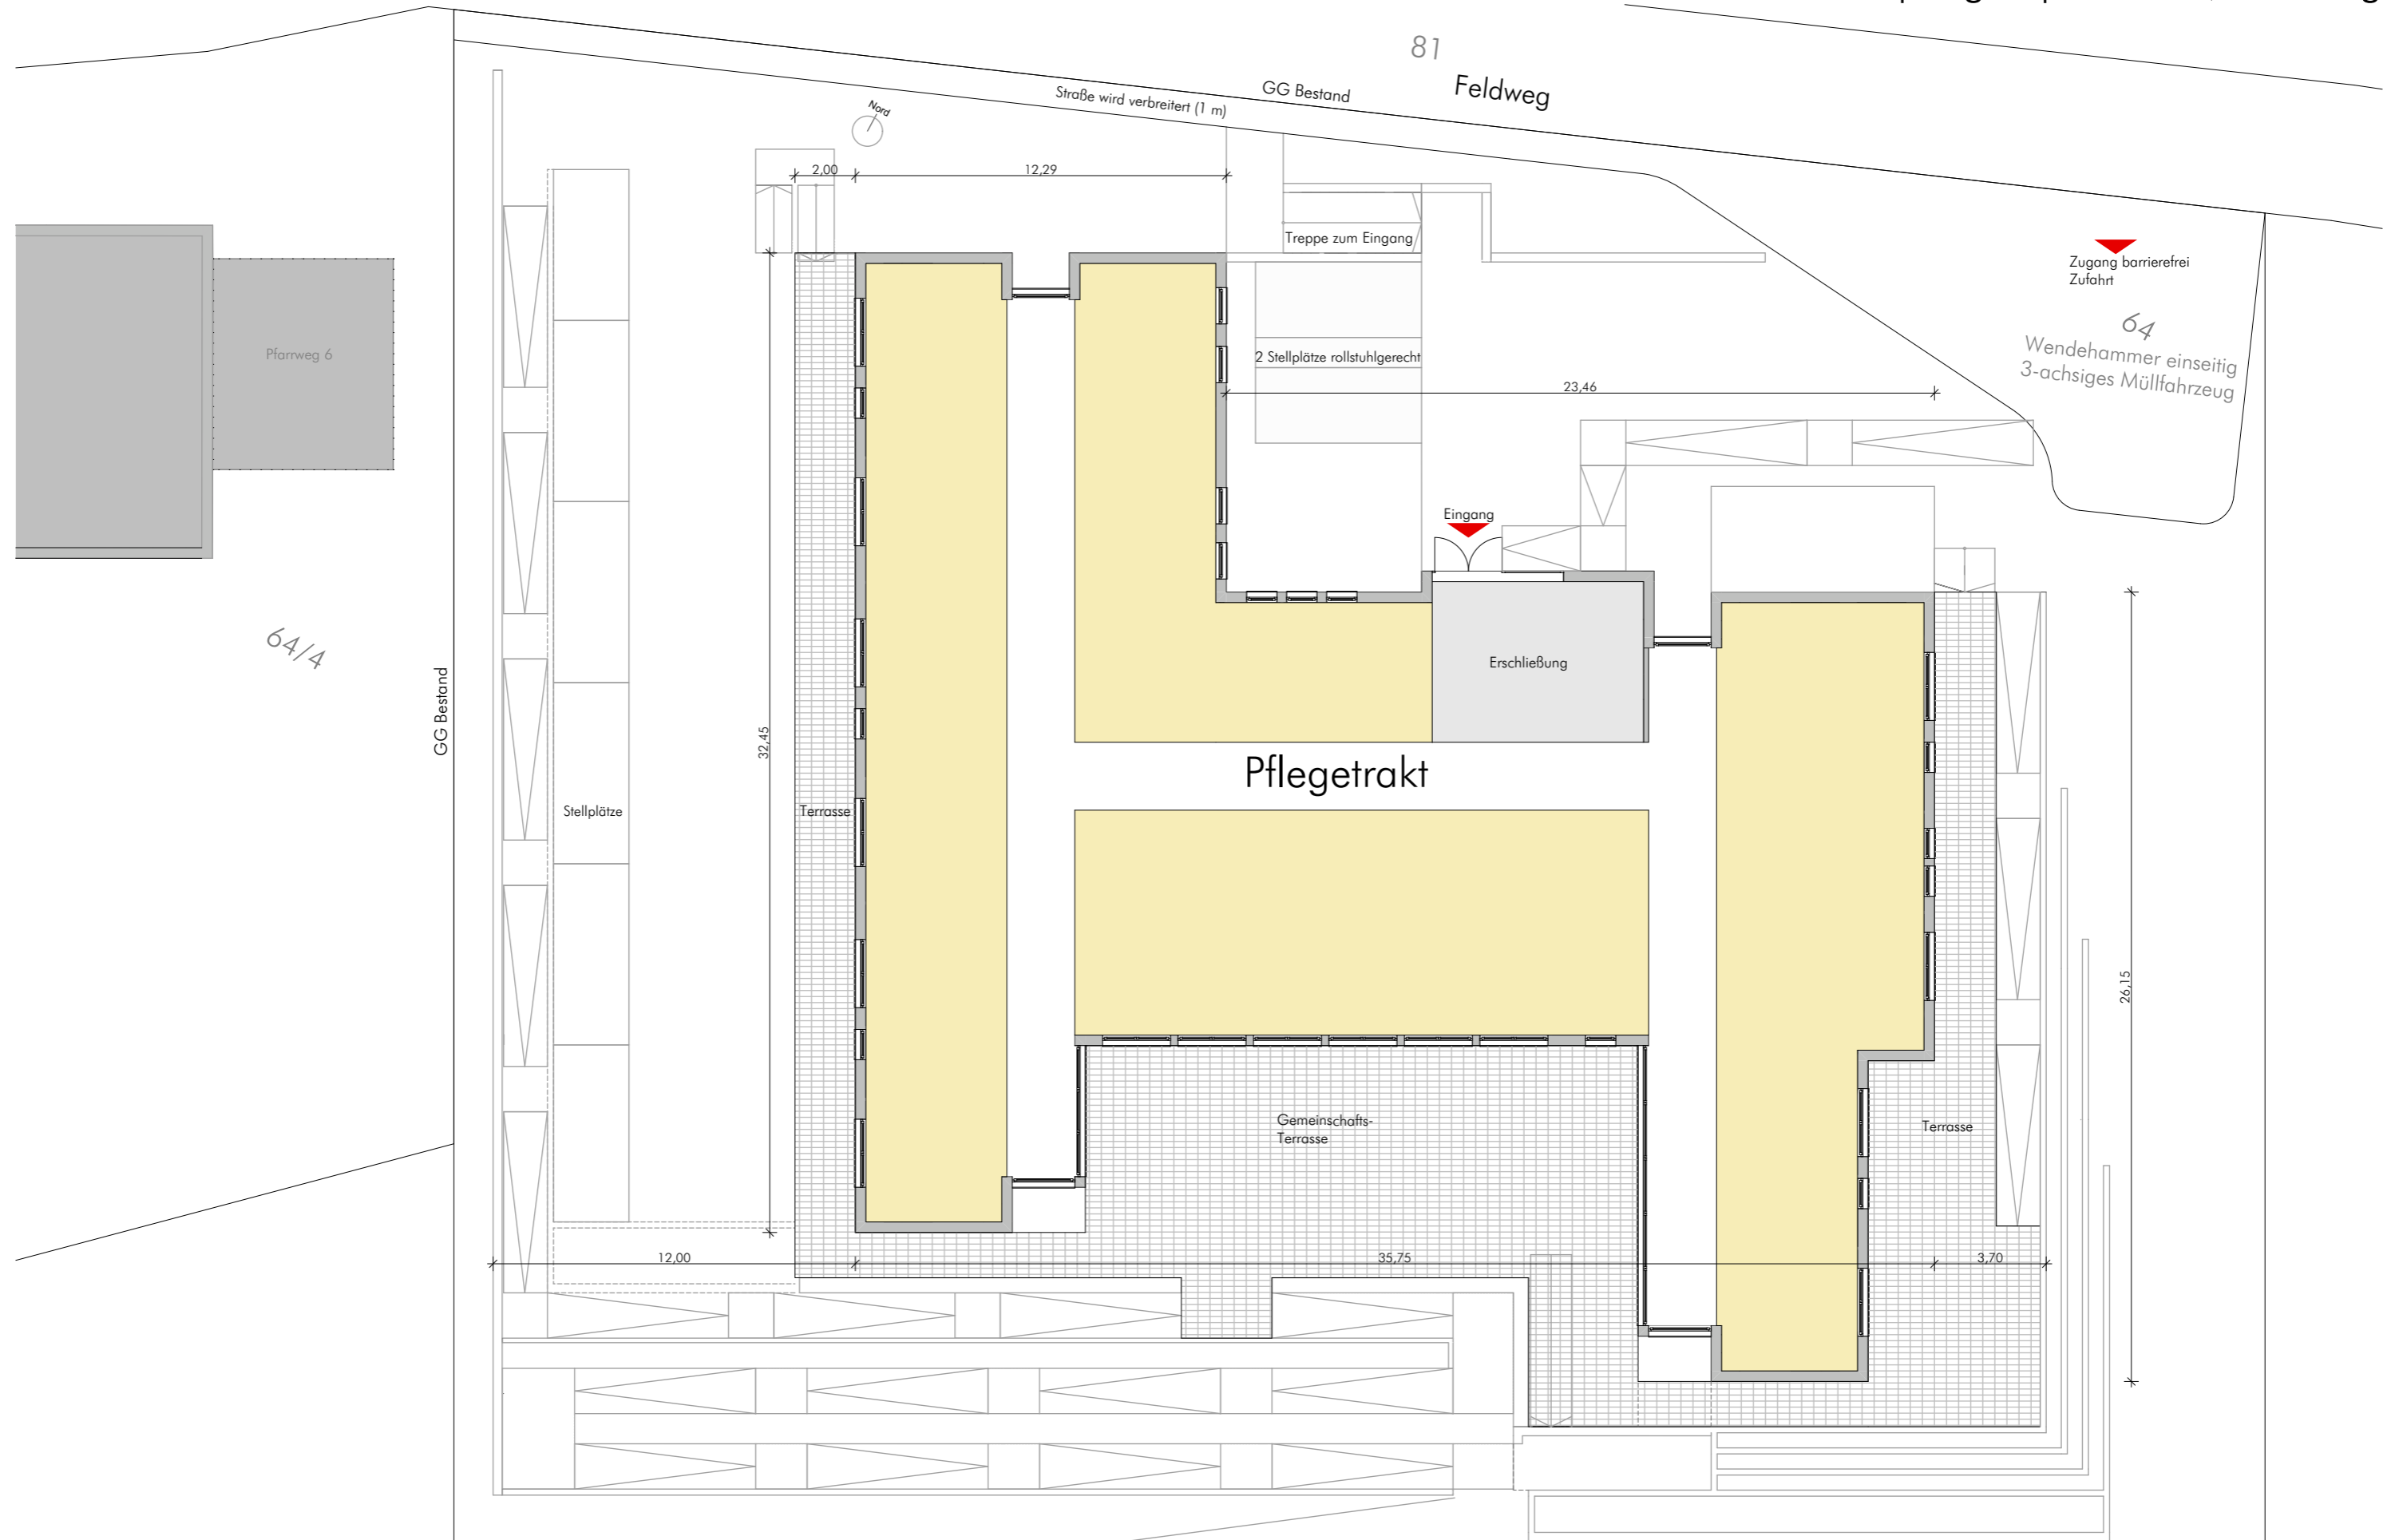 81
Feldweg
GG Bestand
Straße wird verbreitert (1 m)
Nord
2,00
12,29
Treppe zum Eingang
Zugang barrierefrei
Zufahrt
64
Wendehammer einseitig
3-achsiges Müllfahrzeug
Pfarrweg 6
2 Stellplätze rollstuhlgerecht
23,46
Eingang
64/4
GG Bestand
Erschließung
32,45
Pflegetrakt
Stellplätze
Terrasse
26,15
Gemeinschafts-
Terrasse
Terrasse
12,00
35,75
3,70